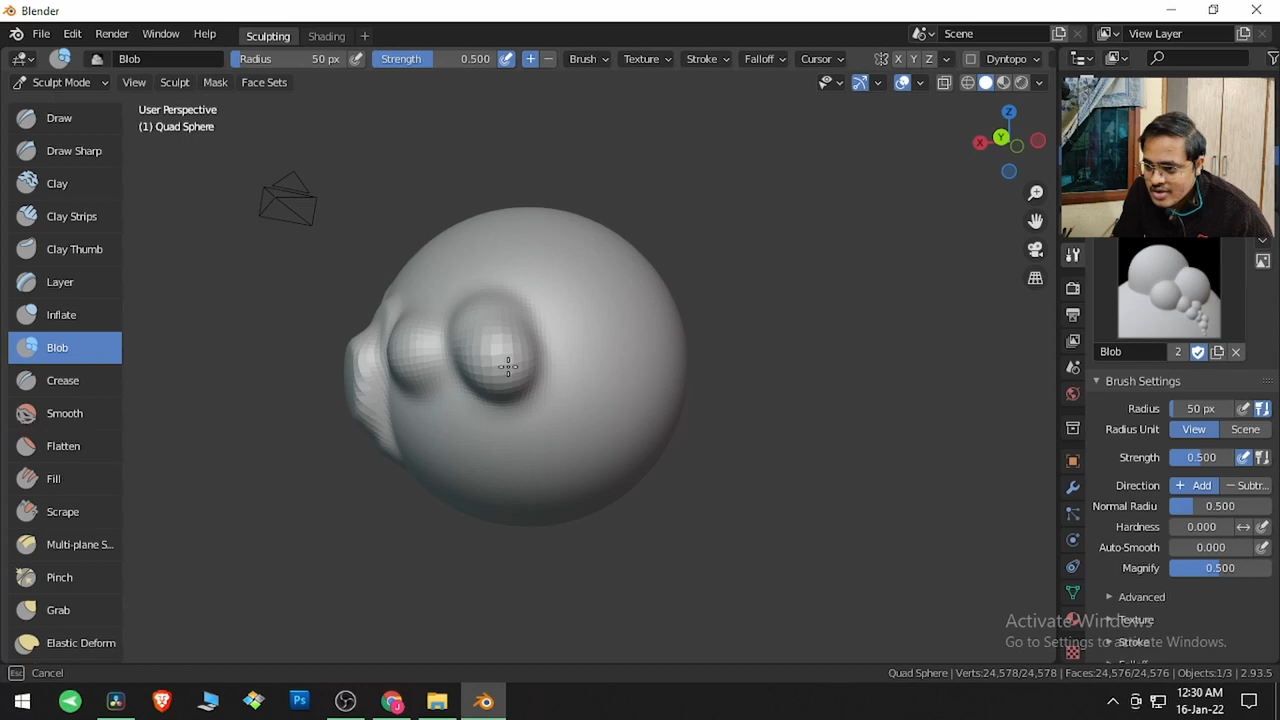 Blender
File Edit Render Window Help Sculpting Shading + Scene View Layer
Blob Radius 50 px Strength 0.500 + − Brush Texture Stroke Falloff Cursor X Y Z Dyntopo
Sculpt Mode View Sculpt Mask Face Sets
User Perspective
(1) Quad Sphere
Z
X
Y
Draw
Draw Sharp
Clay
Clay Strips
Clay Thumb
Layer
Inflate
Blob
Crease
Smooth
Flatten
Fill
Scrape
Multi-plane S...
Pinch
Grab
Elastic Deform
Blob 2
Brush Settings
Radius 50 px
Radius Unit View Scene
Strength 0.500
Direction + Add − Subtr...
Normal Radiu 0.500
Hardness 0.000
Auto-Smooth 0.000
Magnify 0.500
Advanced
Texture
Stroke
Activate Windows
Go to Settings to activate Windows.
Esc Cancel
Quad Sphere | Verts:24,578/24,578 | Faces:24,576/24,576 | Objects:1/3 | 2.93.5
Ps
12:30 AM
16-Jan-22